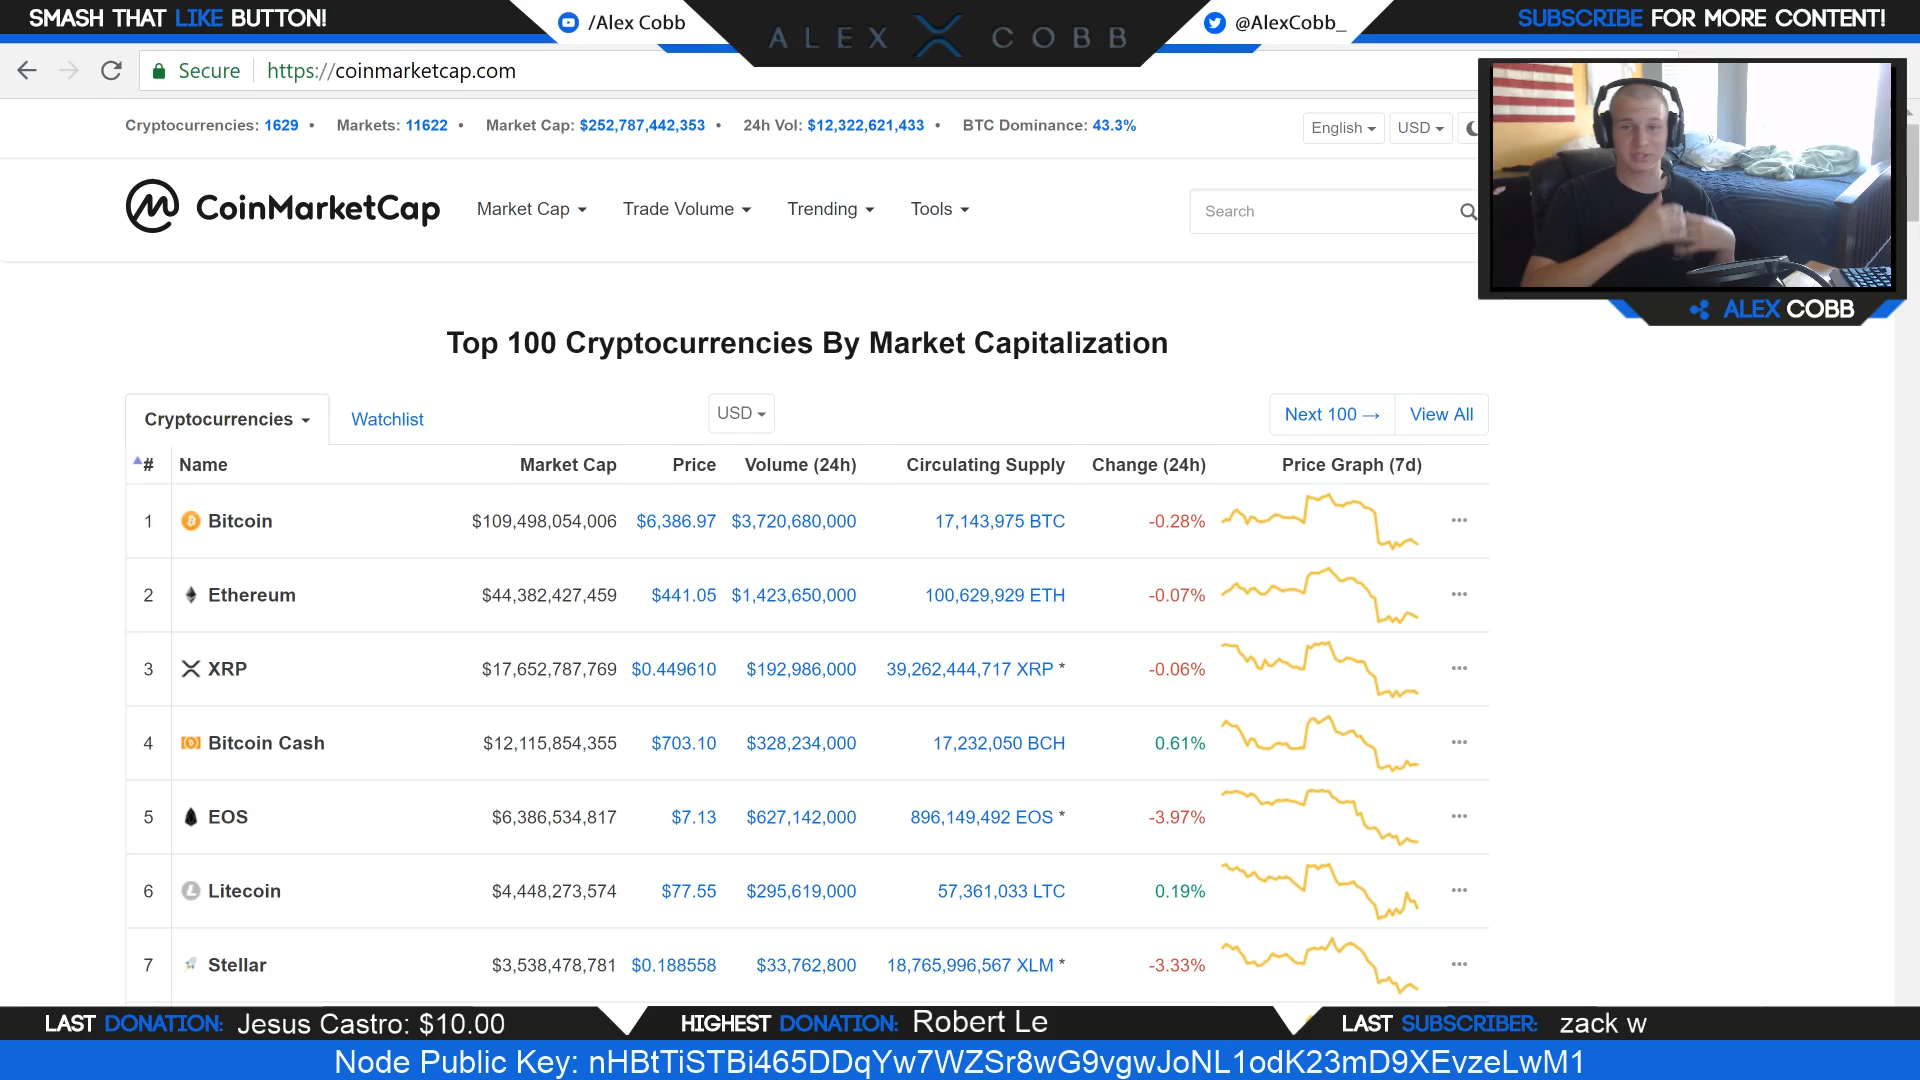 SMASH THAT LIKE BUTTON!
/Alex Cobb
ALEX COBB
@AlexCobb_
SUBSCRIBE FOR MORE CONTENT!
Secure https://coinmarketcap.com
Cryptocurrencies: 1629 • Markets: 11622 • Market Cap: $252,787,442,353 • 24h Vol: $12,322,621,433 • BTC Dominance: 43.3%
English USD
CoinMarketCap Market Cap Trade Volume Trending Tools Search
ALEX COBB
Top 100 Cryptocurrencies By Market Capitalization
Cryptocurrencies Watchlist USD Next 100 → View All
# Name Market Cap Price Volume (24h) Circulating Supply Change (24h) Price Graph (7d)
1 Bitcoin $109,498,054,006 $6,386.97 $3,720,680,000 17,143,975 BTC -0.28%
2 Ethereum $44,382,427,459 $441.05 $1,423,650,000 100,629,929 ETH -0.07%
3 XRP $17,652,787,769 $0.449610 $192,986,000 39,262,444,717 XRP * -0.06%
4 Bitcoin Cash $12,115,854,355 $703.10 $328,234,000 17,232,050 BCH 0.61%
5 EOS $6,386,534,817 $7.13 $627,142,000 896,149,492 EOS * -3.97%
6 Litecoin $4,448,273,574 $77.55 $295,619,000 57,361,033 LTC 0.19%
7 Stellar $3,538,478,781 $0.188558 $33,762,800 18,765,996,567 XLM * -3.33%
LAST DONATION: Jesus Castro: $10.00
HIGHEST DONATION: Robert Le
LAST SUBSCRIBER: zack w
Node Public Key: nHBtTiSTBi465DDqYw7WZSr8wG9vgwJoNL1odK23mD9XEvzeLwM1